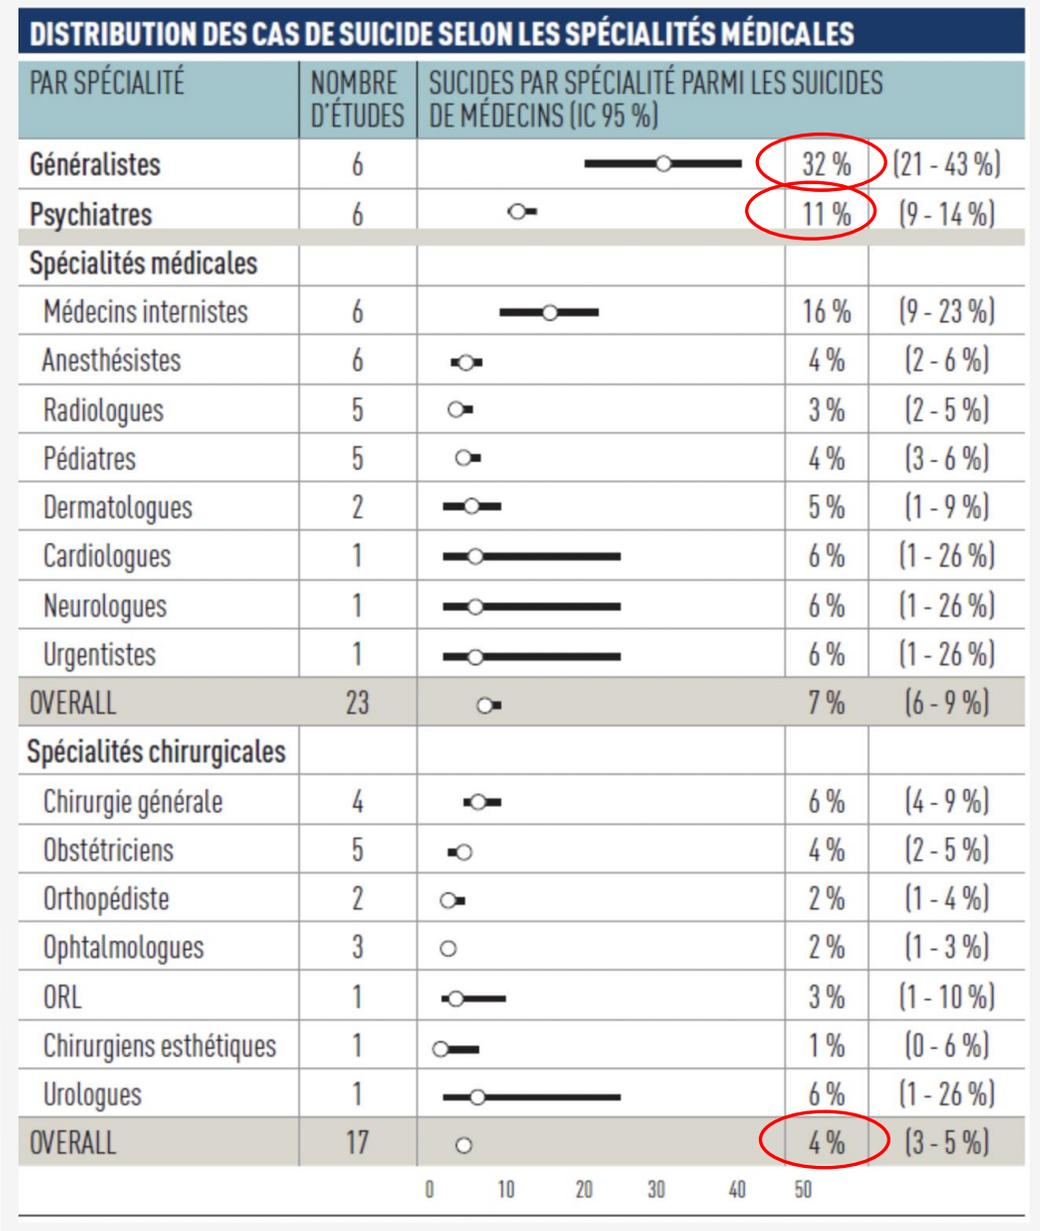 DISTRIBUTION DES CAS DE SUICIDE SELON LES SPÉCIALITÉS MÉDICALES
PAR SPÉCIALITÉ NOMBRE D'ÉTUDES SUCIDES PAR SPÉCIALITÉ PARMI LES SUICIDES DE MÉDECINS (IC 95 %)
Généralistes 6 32 % (21 - 43 %)
Psychiatres 6 11 % (9 - 14 %)
Spécialités médicales
Médecins internistes 6 16 % (9 - 23 %)
Anesthésistes 6 4 % (2 - 6 %)
Radiologues 5 3 % (2 - 5 %)
Pédiatres 5 4 % (3 - 6 %)
Dermatologues 2 5 % (1 - 9 %)
Cardiologues 1 6 % (1 - 26 %)
Neurologues 1 6 % (1 - 26 %)
Urgentistes 1 6 % (1 - 26 %)
OVERALL 23 7 % (6 - 9 %)
Spécialités chirurgicales
Chirurgie générale 4 6 % (4 - 9 %)
Obstétriciens 5 4 % (2 - 5 %)
Orthopédiste 2 2 % (1 - 4 %)
Ophtalmologues 3 2 % (1 - 3 %)
ORL 1 3 % (1 - 10 %)
Chirurgiens esthétiques 1 1 % (0 - 6 %)
Urologues 1 6 % (1 - 26 %)
OVERALL 17 4 % (3 - 5 %)
0 10 20 30 40 50